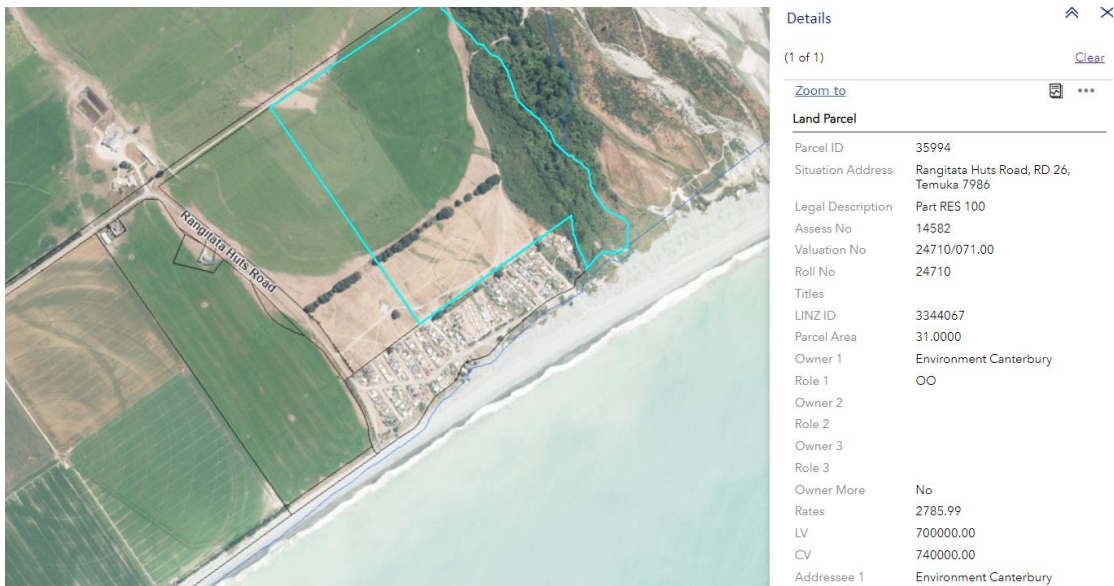 Rangitata Huts Road
Details
(1 of 1)
Clear
Zoom to
Land Parcel
Parcel ID 35994
Situation Address Rangitata Huts Road, RD 26,
Temuka 7986
Legal Description Part RES 100
Assess No 14582
Valuation No 24710/071.00
Roll No 24710
Titles
LINZ ID 3344067
Parcel Area 31.0000
Owner 1 Environment Canterbury
Role 1 OO
Owner 2
Role 2
Owner 3
Role 3
Owner More No
Rates 2785.99
LV 700000.00
CV 740000.00
Addressee 1 Environment Canterbury